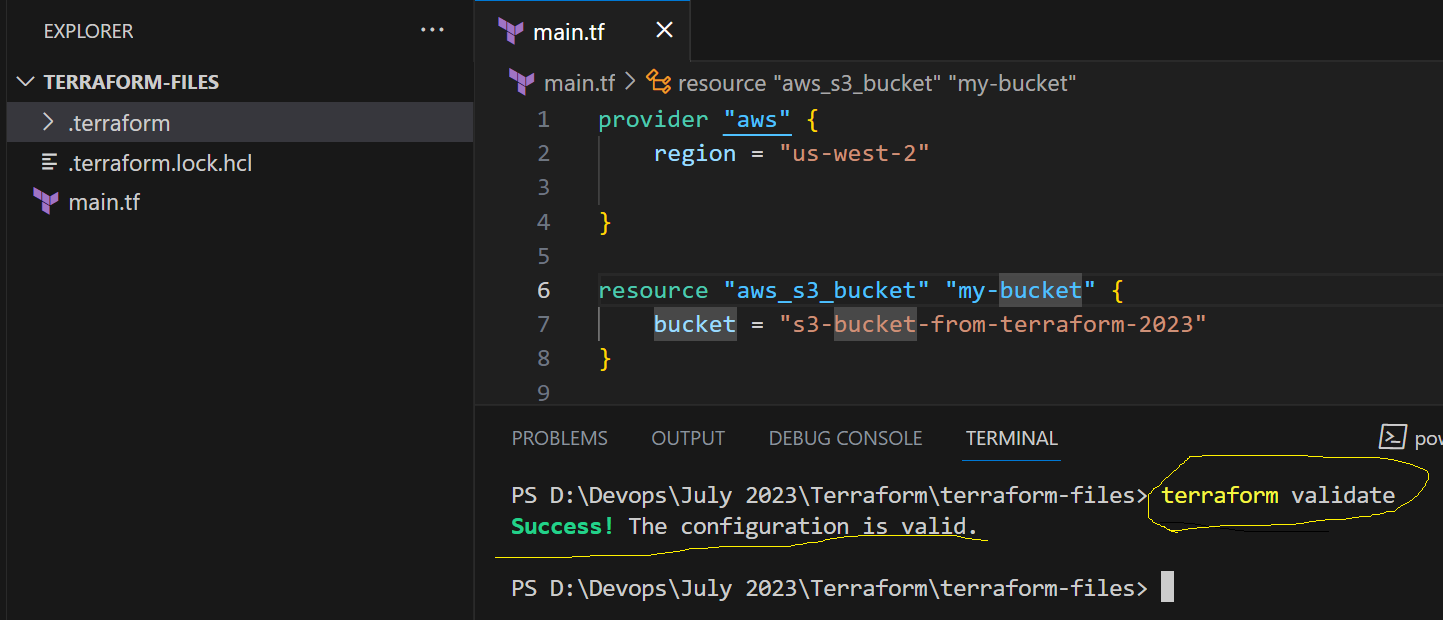 EXPLORER
···
TERRAFORM-FILES
.terraform
.terraform.lock.hcl
main.tf
main.tf
main.tf > resource "aws_s3_bucket" "my-bucket"
1 provider "aws" {
2 region = "us-west-2"
3
4 }
5
6 resource "aws_s3_bucket" "my-bucket" {
7 bucket = "s3-bucket-from-terraform-2023"
8 }
9
PROBLEMS OUTPUT DEBUG CONSOLE TERMINAL pow
PS D:\Devops\July 2023\Terraform\terraform-files> terraform validate
Success! The configuration is valid.
PS D:\Devops\July 2023\Terraform\terraform-files>